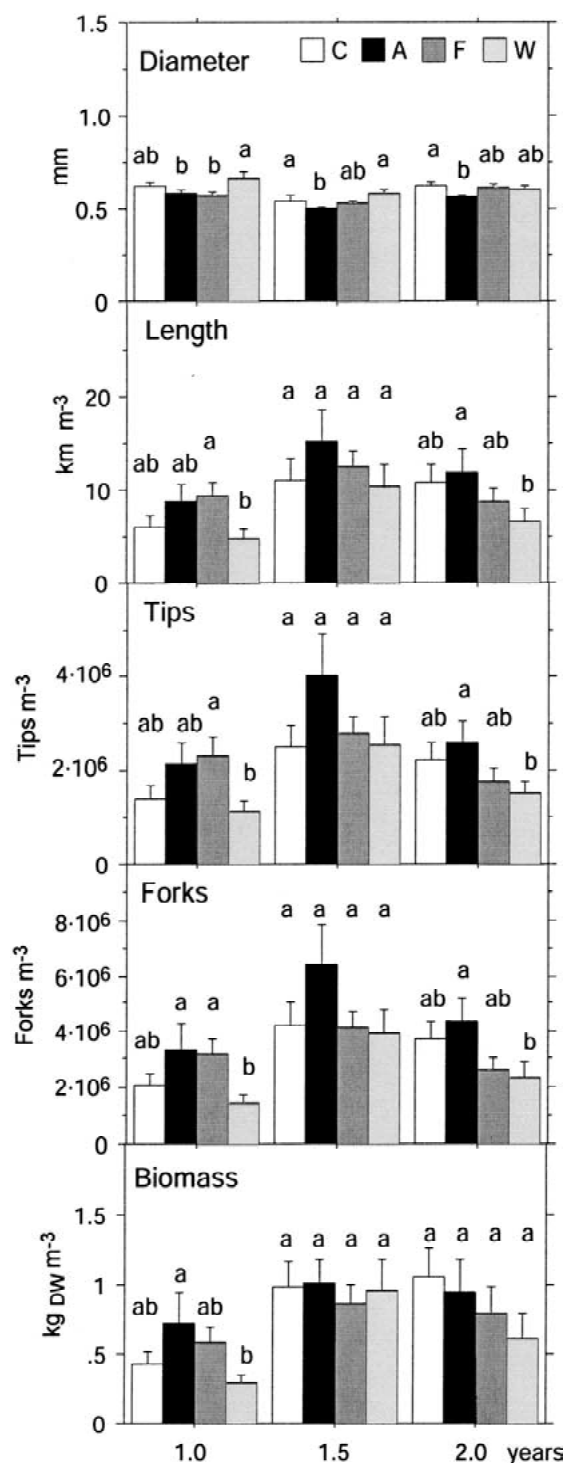 1.5
Diameter
C A F W
1.0
mm
ab b b a a b ab a a b ab ab
0.5
0
Length
20
km m-3
ab ab a b a a a a ab a ab b
10
0
Tips
4·10⁶
Tips m-3
ab ab a b a a a a ab a ab b
2·10⁶
0
Forks
8·10⁶
6·10⁶
Forks m-3
ab a a b a a a a ab a ab b
4·10⁶
2·10⁶
0
Biomass
1.5
kg DW m-3
ab a ab b a a a a a a a a
1
.5
0
1.0 1.5 2.0 years